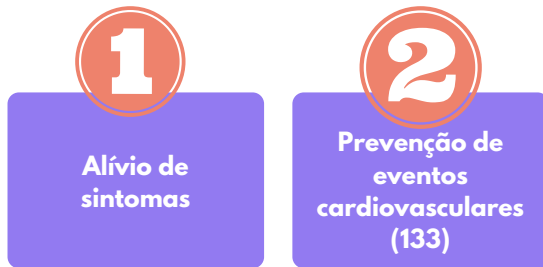 1
Alívio de
sintomas
2
Prevenção de
eventos
cardiovasculares
(133)